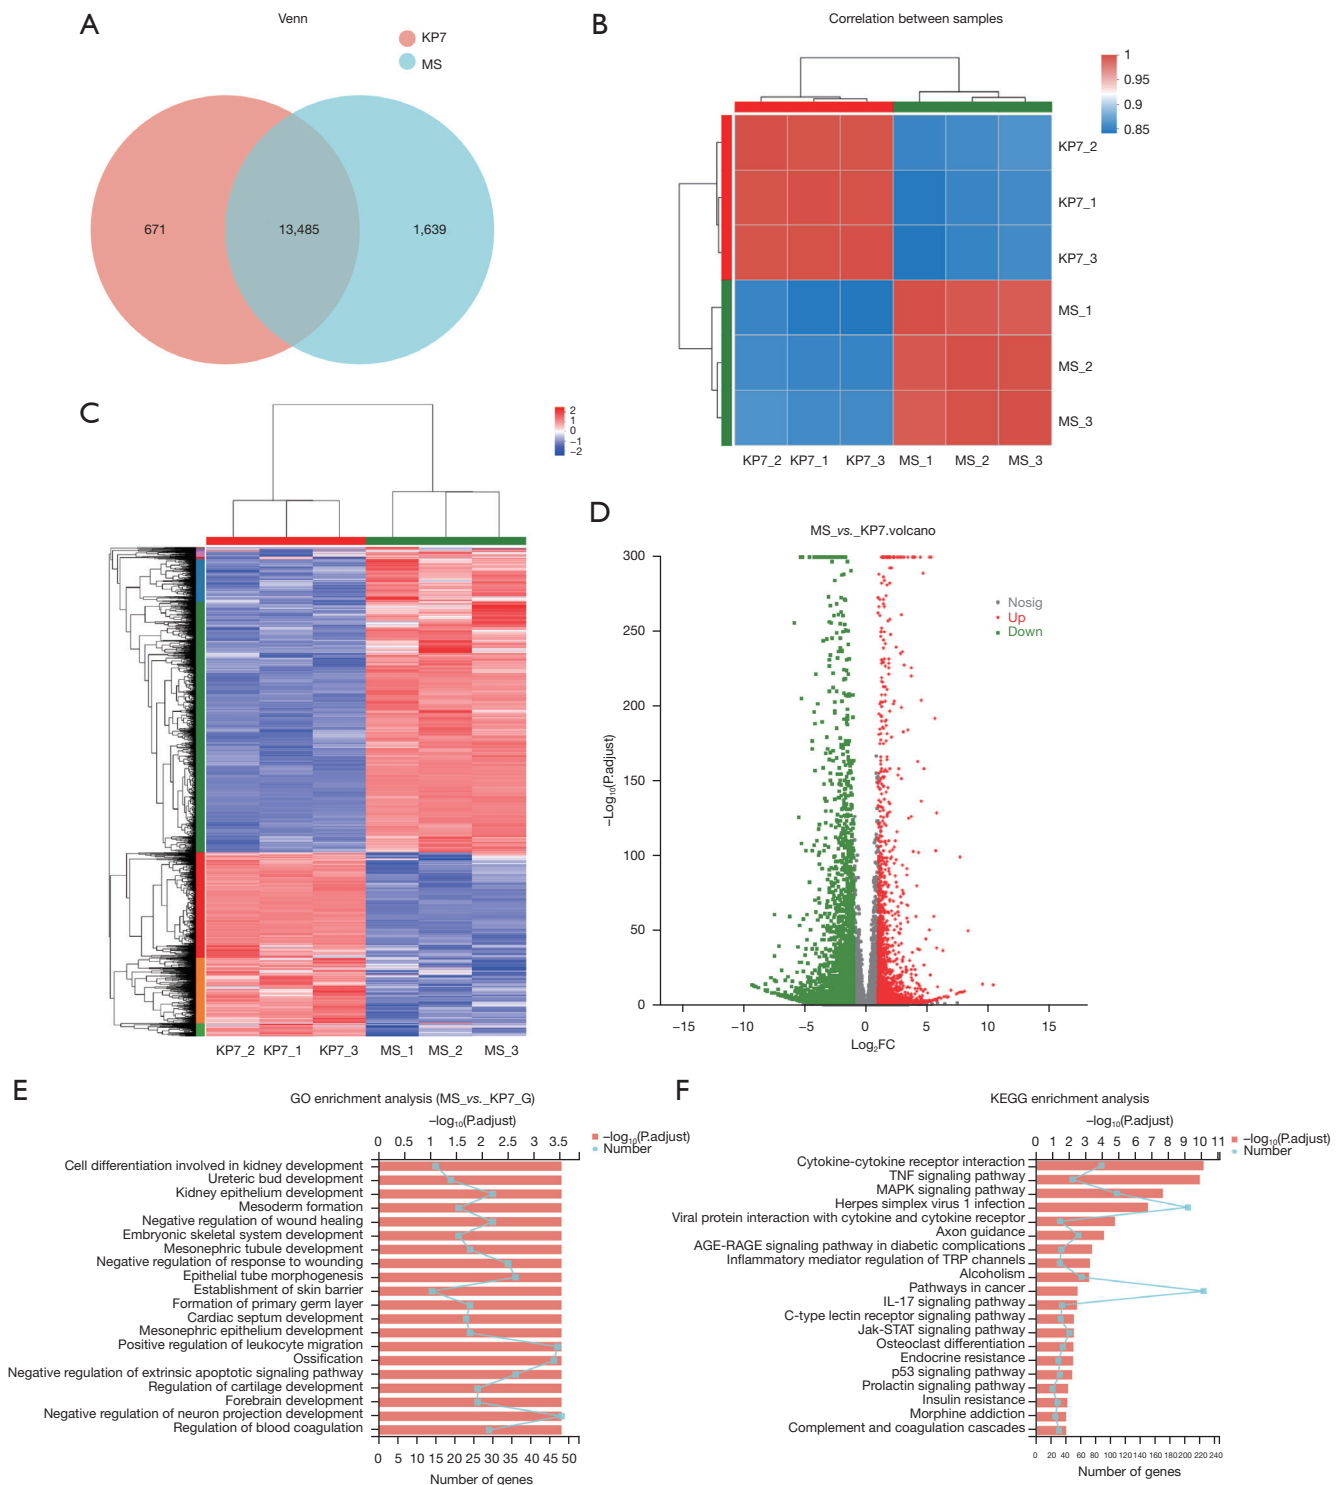 A
Venn
KP7
MS
671
13,485
1,639
B
Correlation between samples
1
0.95
0.9
0.85
KP7_2
KP7_1
KP7_3
MS_1
MS_2
MS_3
KP7_2 KP7_1 KP7_3 MS_1 MS_2 MS_3
C
2
1
0
−1
−2
KP7_2 KP7_1 KP7_3 MS_1 MS_2 MS_3
D
MS_vs._KP7.volcano
300
250
200
150
100
50
0
−Log10(P.adjust)
Nosig
Up
Down
−15 −10 −5 0 5 10 15
Log2FC
E
GO enrichment analysis (MS_vs._KP7_G)
−log10(P.adjust)
0 0.5 1 1.5 2 2.5 3 3.5
−log10(P.adjust)
Number
Cell differentiation involved in kidney development
Ureteric bud development
Kidney epithelium development
Mesoderm formation
Negative regulation of wound healing
Embryonic skeletal system development
Mesonephric tubule development
Negative regulation of response to wounding
Epithelial tube morphogenesis
Establishment of skin barrier
Formation of primary germ layer
Cardiac septum development
Mesonephric epithelium development
Positive regulation of leukocyte migration
Ossification
Negative regulation of extrinsic apoptotic signaling pathway
Regulation of cartilage development
Forebrain development
Negative regulation of neuron projection development
Regulation of blood coagulation
0 5 10 15 20 25 30 35 40 45 50
Number of genes
F
KEGG enrichment analysis
−log10(P.adjust)
0 1 2 3 4 5 6 7 8 9 10 11
−log10(P.adjust)
Number
Cytokine-cytokine receptor interaction
TNF signaling pathway
MAPK signaling pathway
Herpes simplex virus 1 infection
Viral protein interaction with cytokine and cytokine receptor
Axon guidance
AGE-RAGE signaling pathway in diabetic complications
Inflammatory mediator regulation of TRP channels
Alcoholism
Pathways in cancer
IL-17 signaling pathway
C-type lectin receptor signaling pathway
Jak-STAT signaling pathway
Osteoclast differentiation
Endocrine resistance
p53 signaling pathway
Prolactin signaling pathway
Insulin resistance
Morphine addiction
Complement and coagulation cascades
0 20 40 60 80 100 120 140 160 180 200 220 240
Number of genes